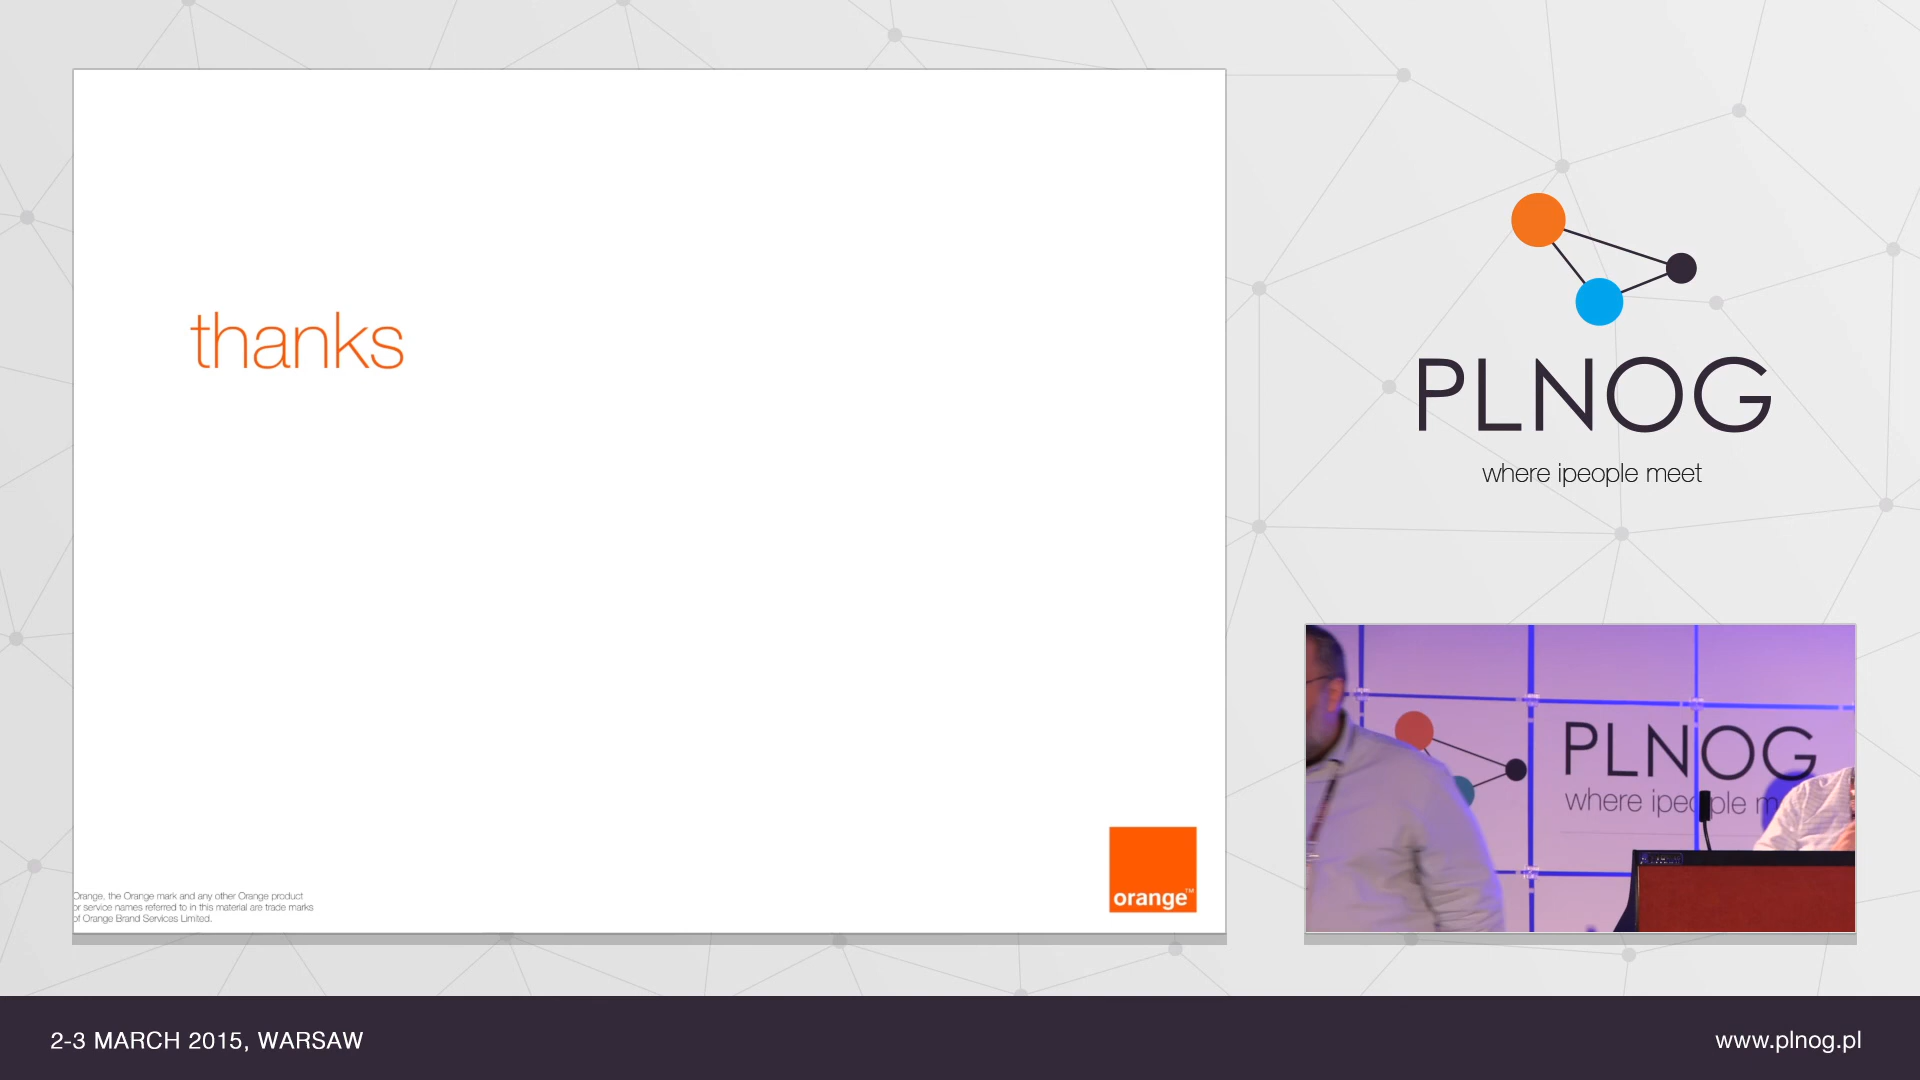 thanks
Orange, the Orange mark and any other Orange product
or service names referred to in this material are trade marks
of Orange Brand Services Limited.
orange™
PLNOG
where ipeople meet
PLNOG
where ipeople m
2-3 MARCH 2015, WARSAW
www.plnog.pl